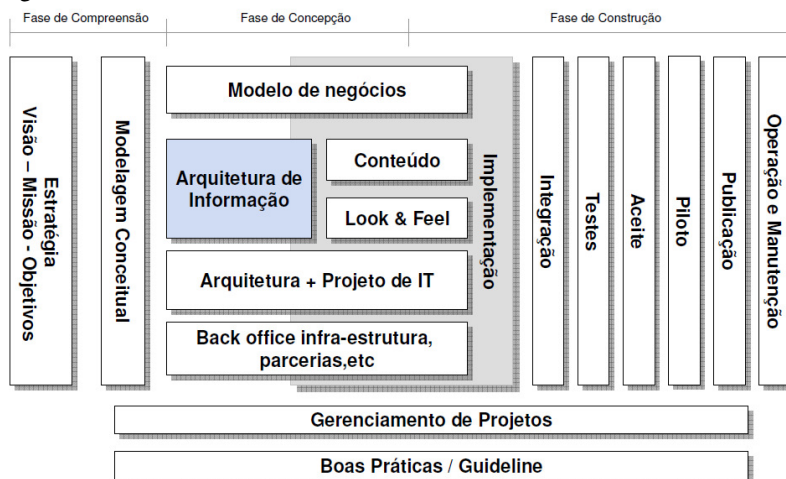 Fase de Compreensão
Fase de Concepção
Fase de Construção
Estratégia
Visão – Missão - Objetivos
Modelagem Conceitual
Modelo de negócios
Arquitetura de
Informação
Conteúdo
Look & Feel
Arquitetura + Projeto de IT
Back office infra-estrutura,
parcerias,etc
Implementação
Integração
Testes
Aceite
Piloto
Publicação
Operação e Manutenção
Gerenciamento de Projetos
Boas Práticas / Guideline